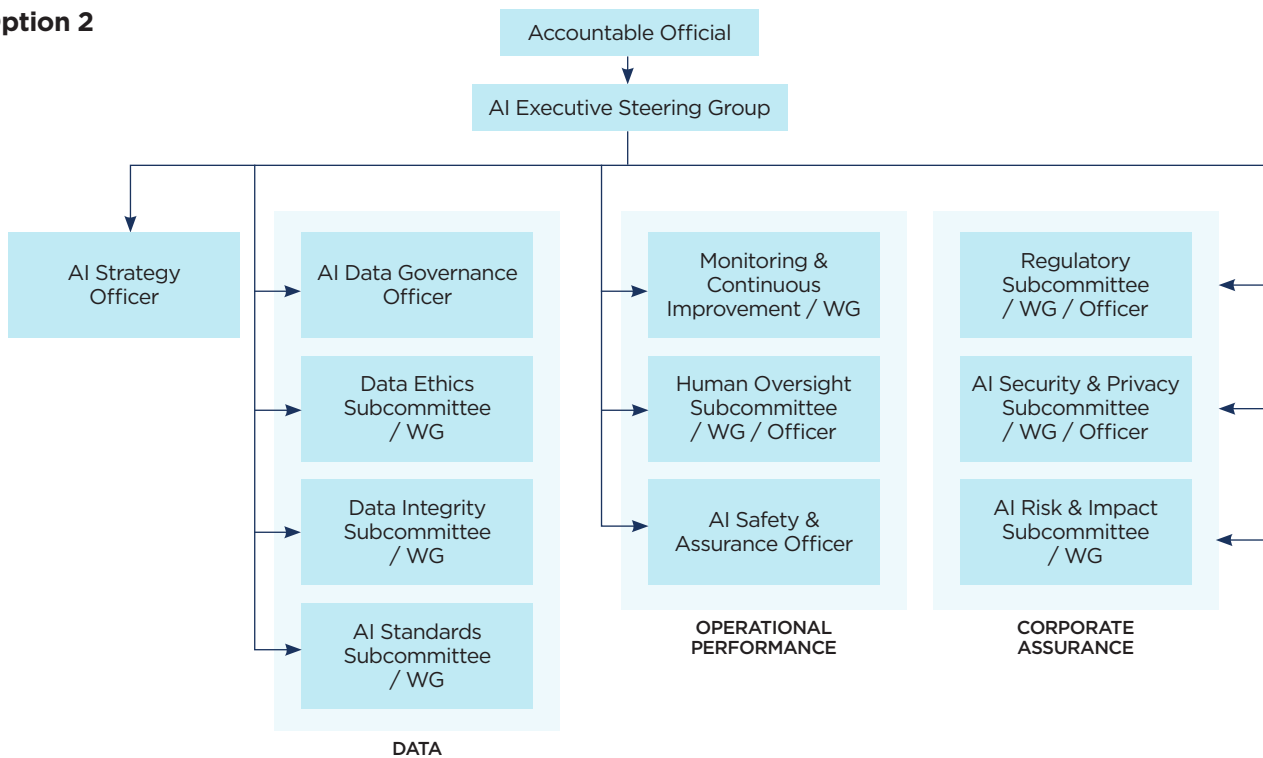 ption 2
Accountable Official
AI Executive Steering Group
AI Strategy
Officer
AI Data Governance
Officer
Data Ethics
Subcommittee
/ WG
Data Integrity
Subcommittee
/ WG
AI Standards
Subcommittee
/ WG
DATA
Monitoring &
Continuous
Improvement / WG
Human Oversight
Subcommittee
/ WG / Officer
AI Safety &
Assurance Officer
OPERATIONAL
PERFORMANCE
Regulatory
Subcommittee
/ WG / Officer
AI Security & Privacy
Subcommittee
/ WG / Officer
AI Risk & Impact
Subcommittee
/ WG
CORPORATE
ASSURANCE